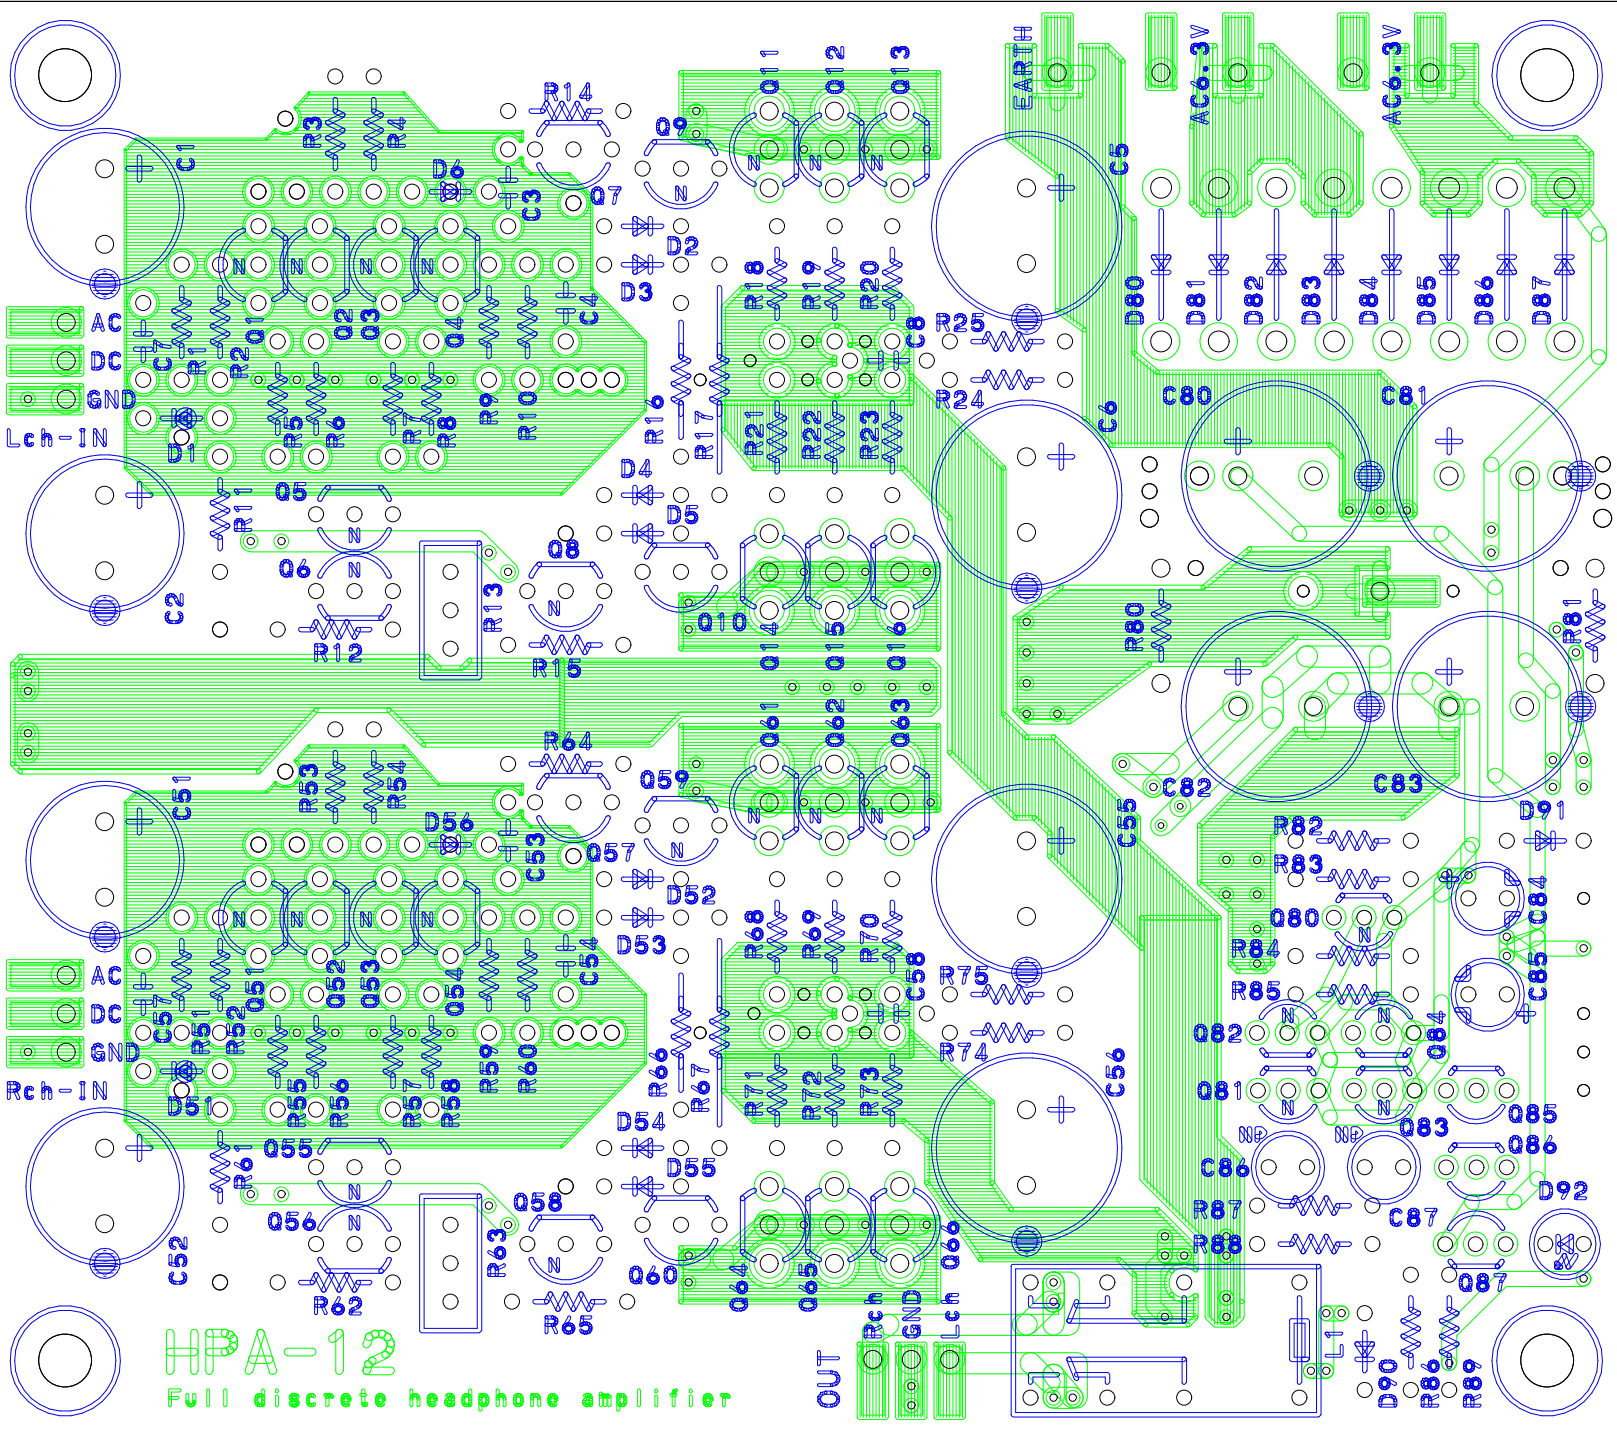 EARTH
AC6.3V
AC6.3V
Q11
Q12
Q13
R14
Q9
R3
R4
C1
D6
C3
Q7
C5
D2
D3
N
N
N
N
N
N
N
R18
R19
R20
D80
D81
D82
D83
D84
D85
D86
D87
AC
DC
GND
Lch-IN
C7
R1
R2
Q1
Q2
Q3
Q4
C4
C8
R25
R24
C6
C80
C81
R5
R6
R7
R8
R9
R10
R16
R17
R21
R22
R23
D1
D4
D5
Q5
R11
N
Q6
N
Q8
N
C2
R13
R12
R15
Q10
Q14
Q15
Q16
R80
R81
Q61
Q62
Q63
R64
Q59
R53
R54
C51
D56
C53
Q57
C55
C82
C83
D91
R82
R83
C84
D52
D53
N
N
N
N
N
N
N
R68
R69
R70
Q80
N
R84
R85
C85
AC
DC
GND
Rch-IN
C57
R51
R52
Q51
Q52
Q53
Q54
C54
C58
R75
R74
C56
Q82
N
N
Q84
Q81
N
N
Q83
Q85
Q86
R55
R56
R57
R58
R59
R60
R66
R67
R71
R72
R73
D51
D54
D55
Q55
R61
N
Q56
N
Q58
N
C52
R63
R62
R65
Q60
Q64
Q65
Q66
NP
NP
C86
C87
R87
R88
D92
Q87
L1
D90
R86
R89
Rch
GND
Lch
OUT
HPA-12
Full discrete headphone amplifier